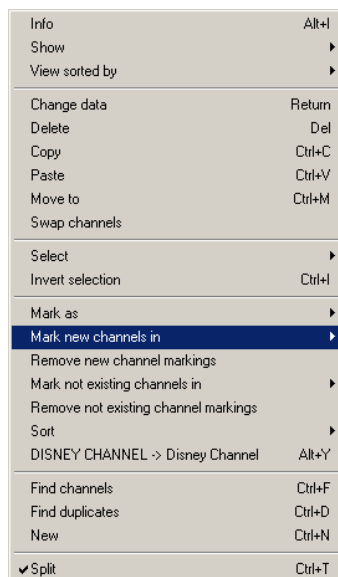 Info Alt+I
Show
View sorted by
Change data Return
Delete Del
Copy Ctrl+C
Paste Ctrl+V
Move to Ctrl+M
Swap channels
Select
Invert selection Ctrl+I
Mark as
Mark new channels in
Remove new channel markings
Mark not existing channels in
Remove not existing channel markings
Sort
DISNEY CHANNEL -> Disney Channel Alt+Y
Find channels Ctrl+F
Find duplicates Ctrl+D
New Ctrl+N
Split Ctrl+T